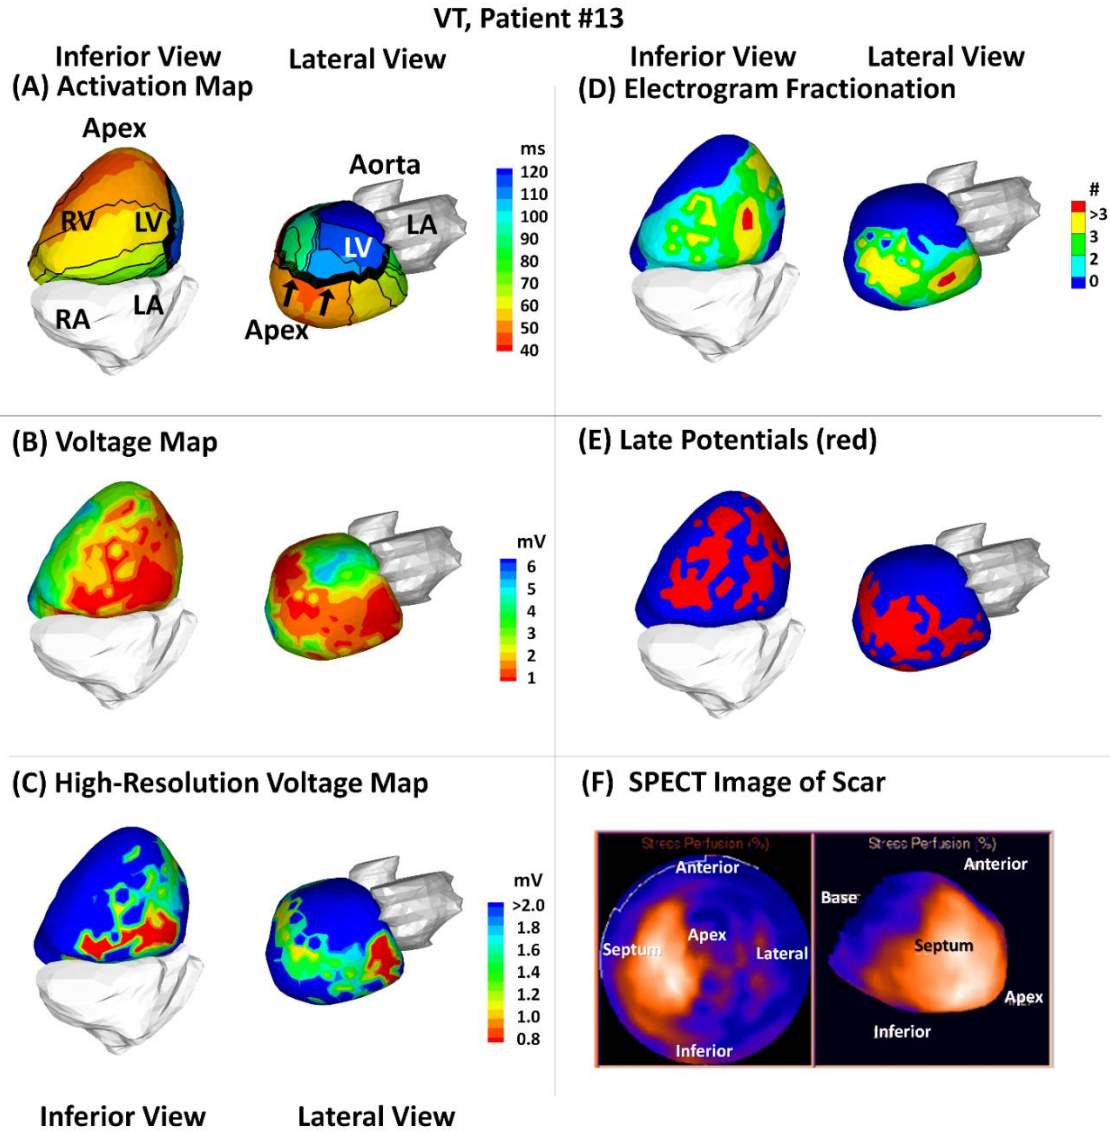 VT, Patient #13
Inferior View
Lateral View
(A) Activation Map
Apex
RV
LV
RA
LA
Aorta
LV
LA
Apex
ms
120
110
100
90
80
70
60
50
40
Inferior View
Lateral View
(D) Electrogram Fractionation
#
>3
3
2
0
(B) Voltage Map
mV
6
5
4
3
2
1
(E) Late Potentials (red)
(C) High-Resolution Voltage Map
mV
>2.0
1.8
1.6
1.4
1.2
1.0
0.8
(F) SPECT Image of Scar
Stress Perfusion (%)
Anterior
Septum
Apex
Lateral
Inferior
Stress Perfusion (%)
Anterior
Base
Septum
Apex
Inferior
Inferior View
Lateral View